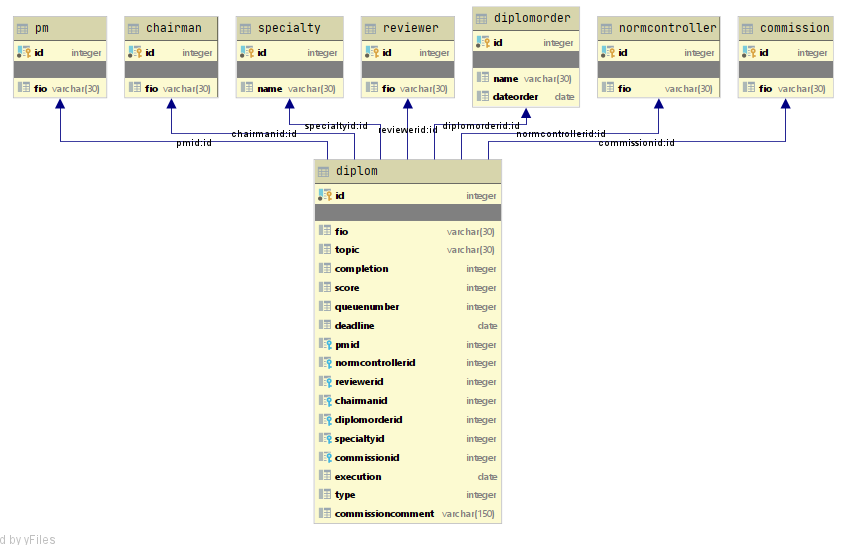 pm
id integer
fio varchar(30)
chairman
id integer
fio varchar(30)
specialty
id integer
name varchar(30)
reviewer
id integer
fio varchar(30)
diplomorder
id integer
name varchar(30)
dateorder date
normcontroller
id integer
fio varchar(30)
commission
id integer
fio varchar(30)
pmid:id
chairmanid:id
specialtyid:id
reviewerid:id
diplomorderid:id
normcontrollerid:id
commissionid:id
diplom
id integer
fio varchar(30)
topic varchar(30)
completion integer
score integer
queuenumber integer
deadline date
pmid integer
normcontrollerid integer
reviewerid integer
chairmanid integer
diplomorderid integer
specialtyid integer
commissionid integer
execution date
type integer
commissioncomment varchar(150)
d by yFiles